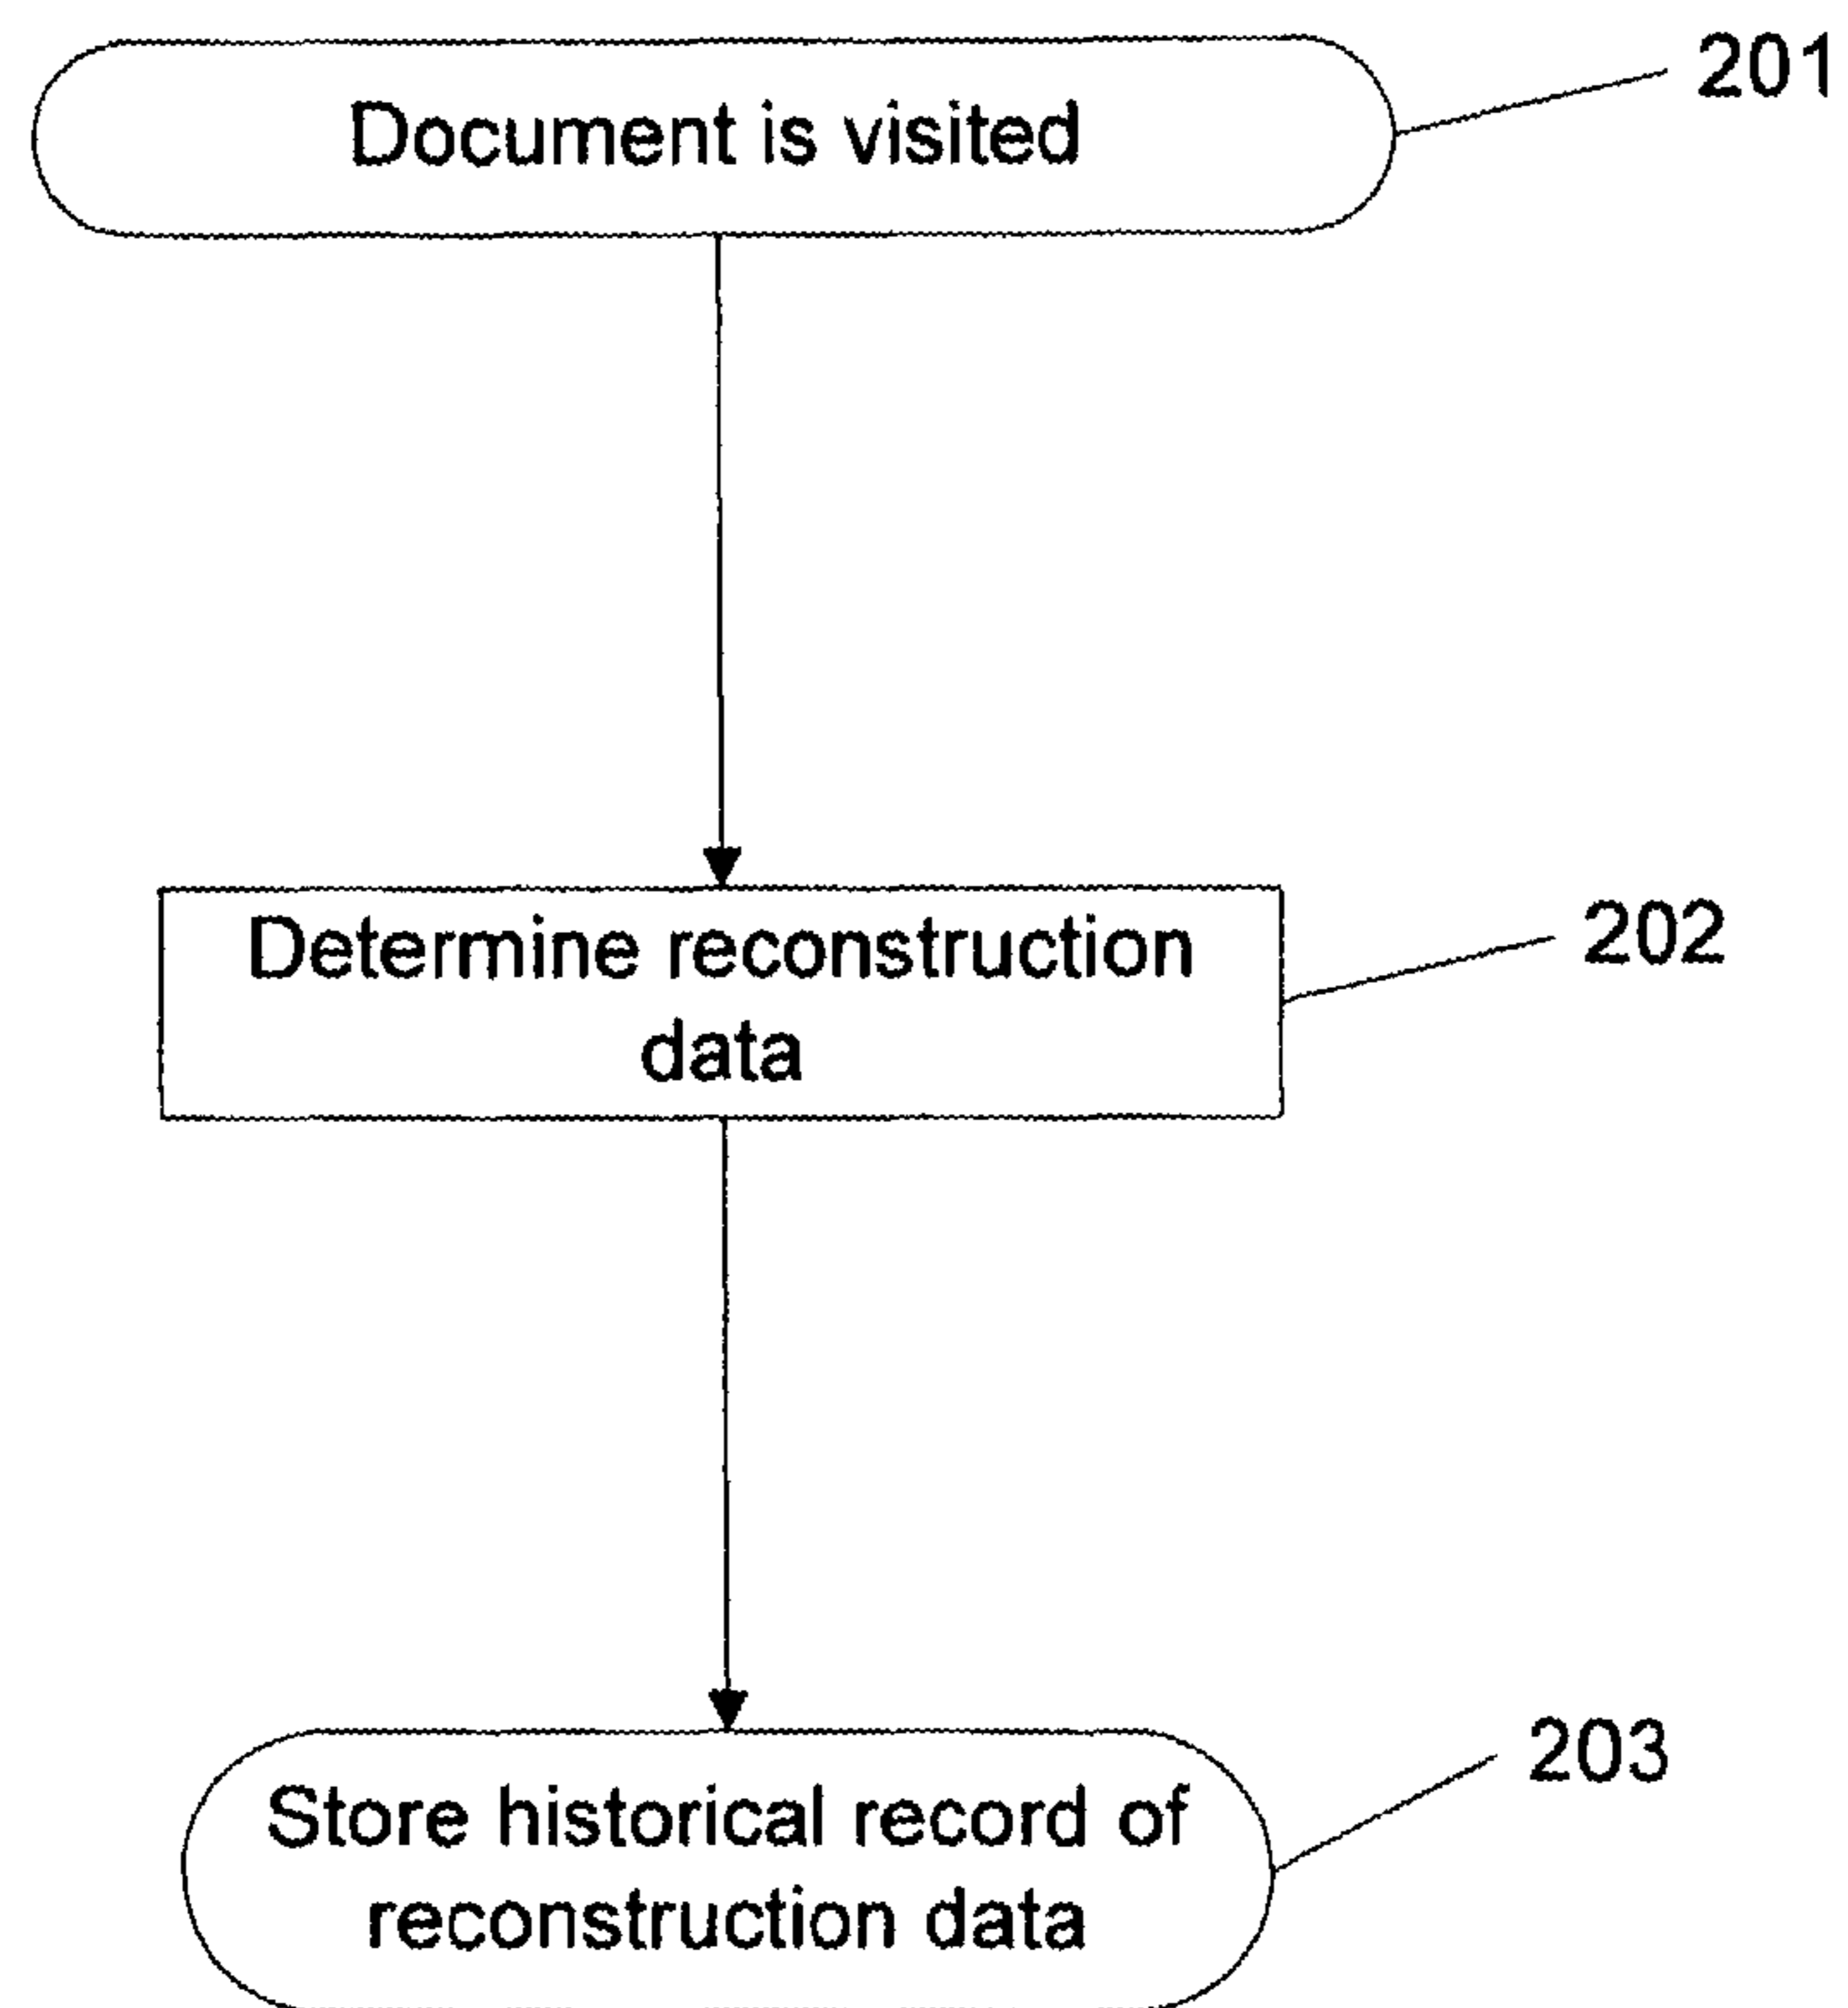 Document is visited
201
Determine reconstruction
data
202
Store historical record of
reconstruction data
203